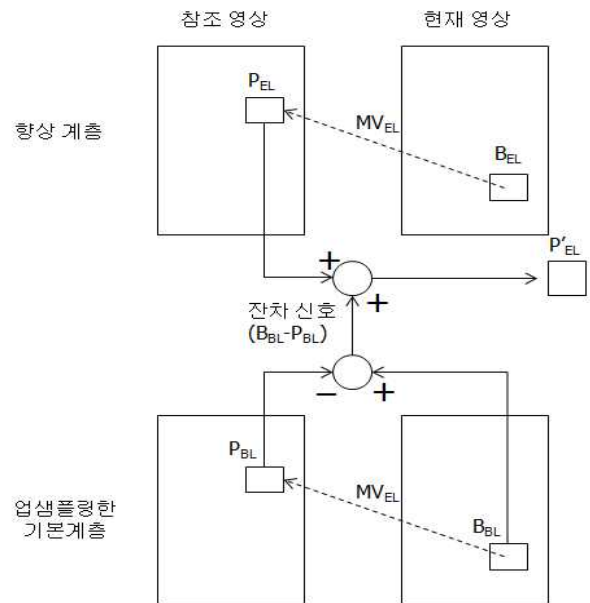 참조 영상
현재 영상
P_EL
MV_EL
향상 계층
B_EL
P'_EL
+
+
잔차 신호
(B_BL-P_BL)
−
+
P_BL
MV_EL
업샘플링한
기본계층
B_BL